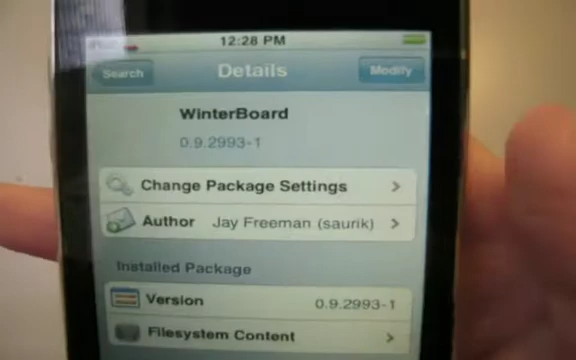 12:28 PM
Search
Details
Modify
WinterBoard
0.9.2993-1
Change Package Settings
Author Jay Freeman (saurik)
Installed Package
Version 0.9.2993-1
Filesystem Content